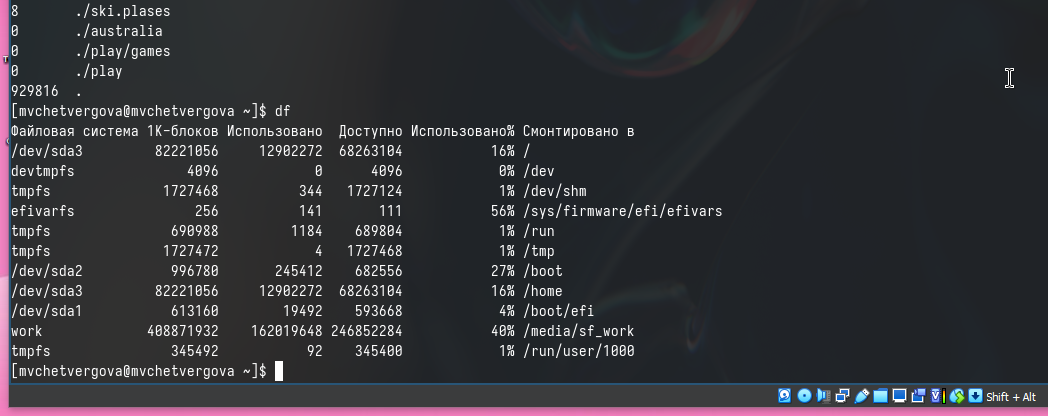 8 ./ski.plases
0 ./australia
0 ./play/games
0 ./play
929816 .
[mvchetvergova@mvchetvergova ~]$ df
Файловая система 1K-блоков Использовано Доступно Использовано% Смонтировано в
/dev/sda3 82221056 12902272 68263104 16% /
devtmpfs 4096 0 4096 0% /dev
tmpfs 1727468 344 1727124 1% /dev/shm
efivarfs 256 141 111 56% /sys/firmware/efi/efivars
tmpfs 690988 1184 689804 1% /run
tmpfs 1727472 4 1727468 1% /tmp
/dev/sda2 996780 245412 682556 27% /boot
/dev/sda3 82221056 12902272 68263104 16% /home
/dev/sda1 613160 19492 593668 4% /boot/efi
work 408871932 162019648 246852284 40% /media/sf_work
tmpfs 345492 92 345400 1% /run/user/1000
[mvchetvergova@mvchetvergova ~]$
Shift + Alt